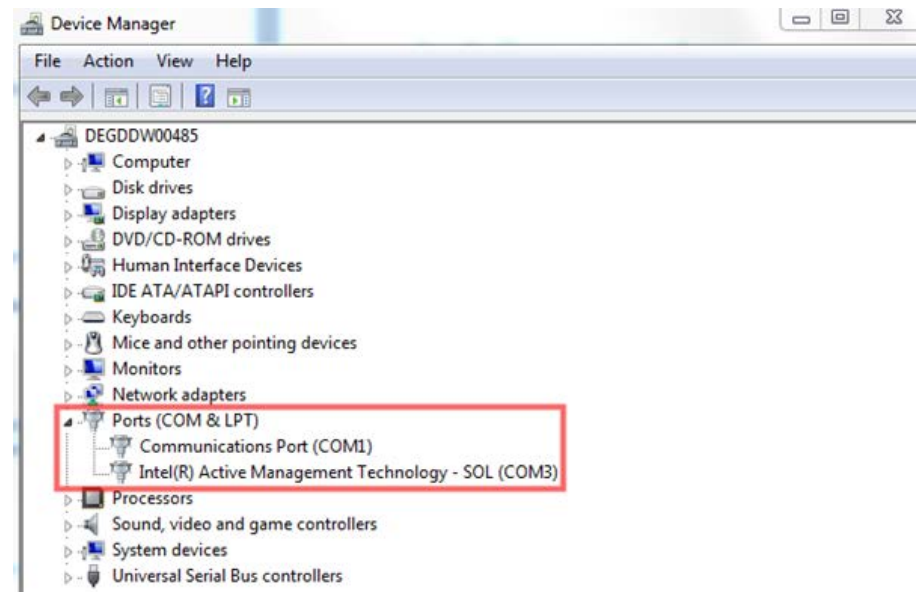 Device Manager
File Action View Help
DEGDDW00485
Computer
Disk drives
Display adapters
DVD/CD-ROM drives
Human Interface Devices
IDE ATA/ATAPI controllers
Keyboards
Mice and other pointing devices
Monitors
Network adapters
Ports (COM & LPT)
Communications Port (COM1)
Intel(R) Active Management Technology - SOL (COM3)
Processors
Sound, video and game controllers
System devices
Universal Serial Bus controllers